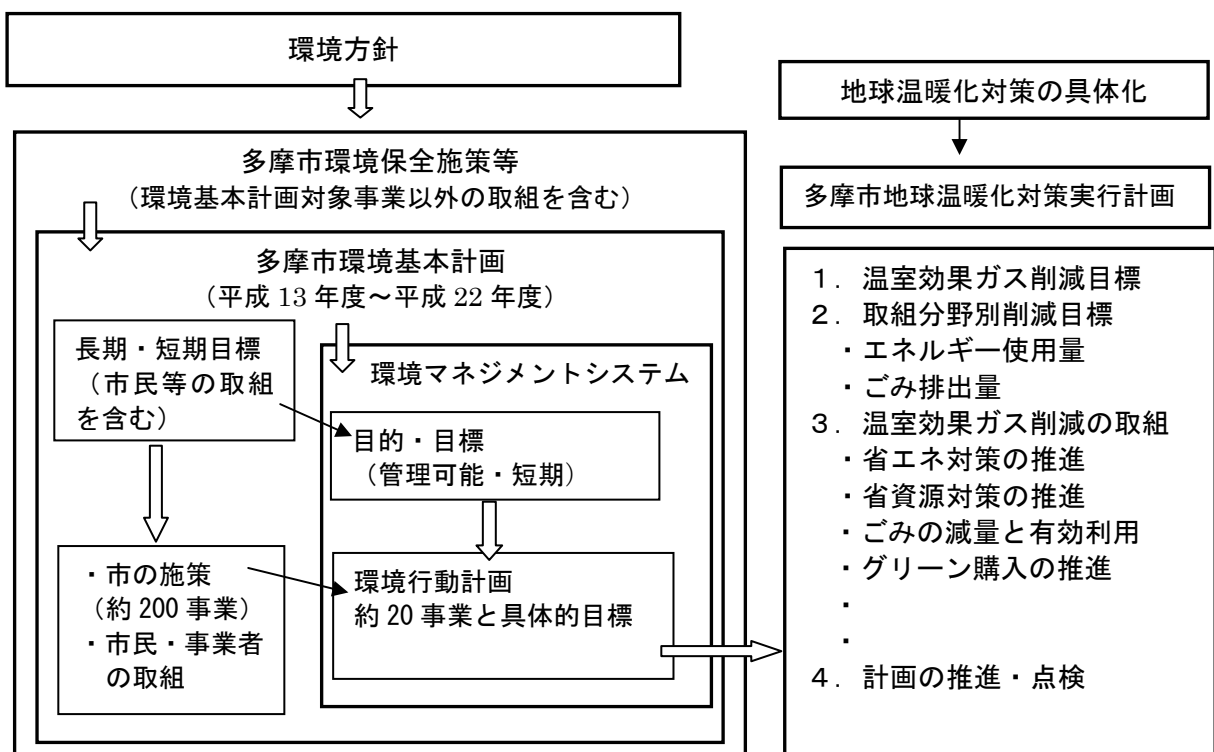 環境方針
多摩市環境保全施策等
（環境基本計画対象事業以外の取組を含む）
多摩市環境基本計画
（平成 13 年度～平成 22 年度）
長期・短期目標
（市民等の取組
を含む）
環境マネジメントシステム
目的・目標
（管理可能・短期）
・市の施策
（約 200 事業）
・市民・事業者
の取組
環境行動計画
約 20 事業と具体的目標
地球温暖化対策の具体化
多摩市地球温暖化対策実行計画
１．温室効果ガス削減目標
２．取組分野別削減目標
・エネルギー使用量
・ごみ排出量
３．温室効果ガス削減の取組
・省エネ対策の推進
・省資源対策の推進
・ごみの減量と有効利用
・グリーン購入の推進
・
・
４．計画の推進・点検